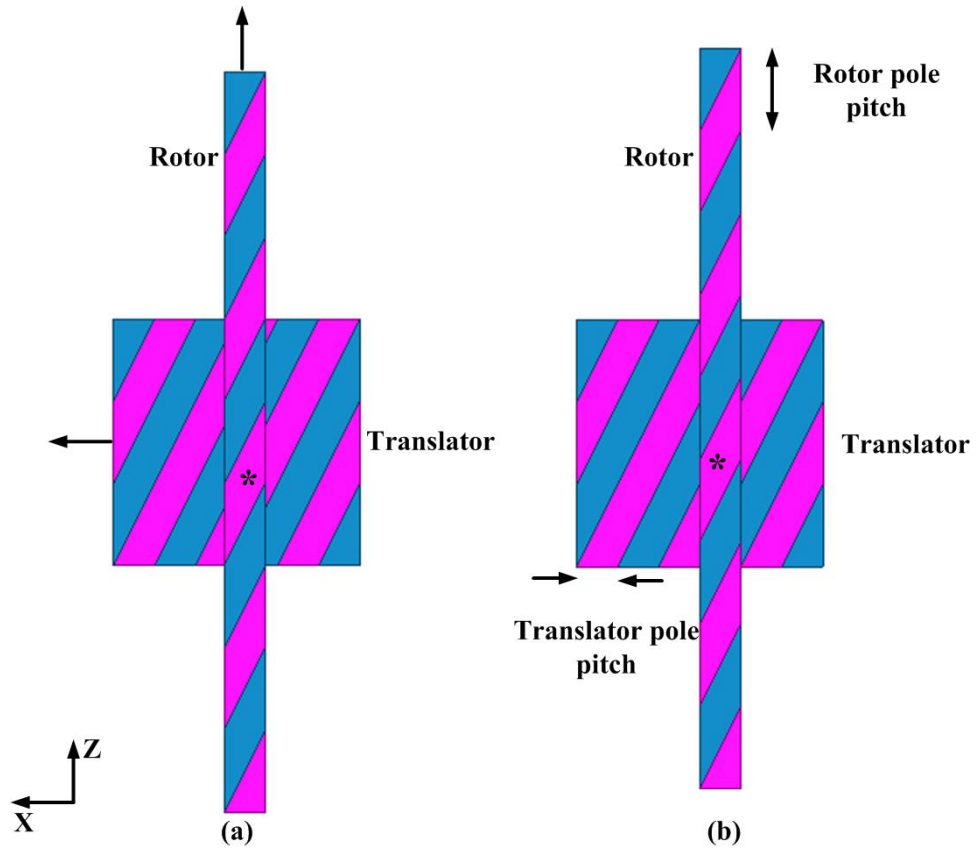 Rotor
Translator
*
Z
X
(a)
Rotor pole
pitch
Rotor
Translator
*
Translator pole
pitch
(b)